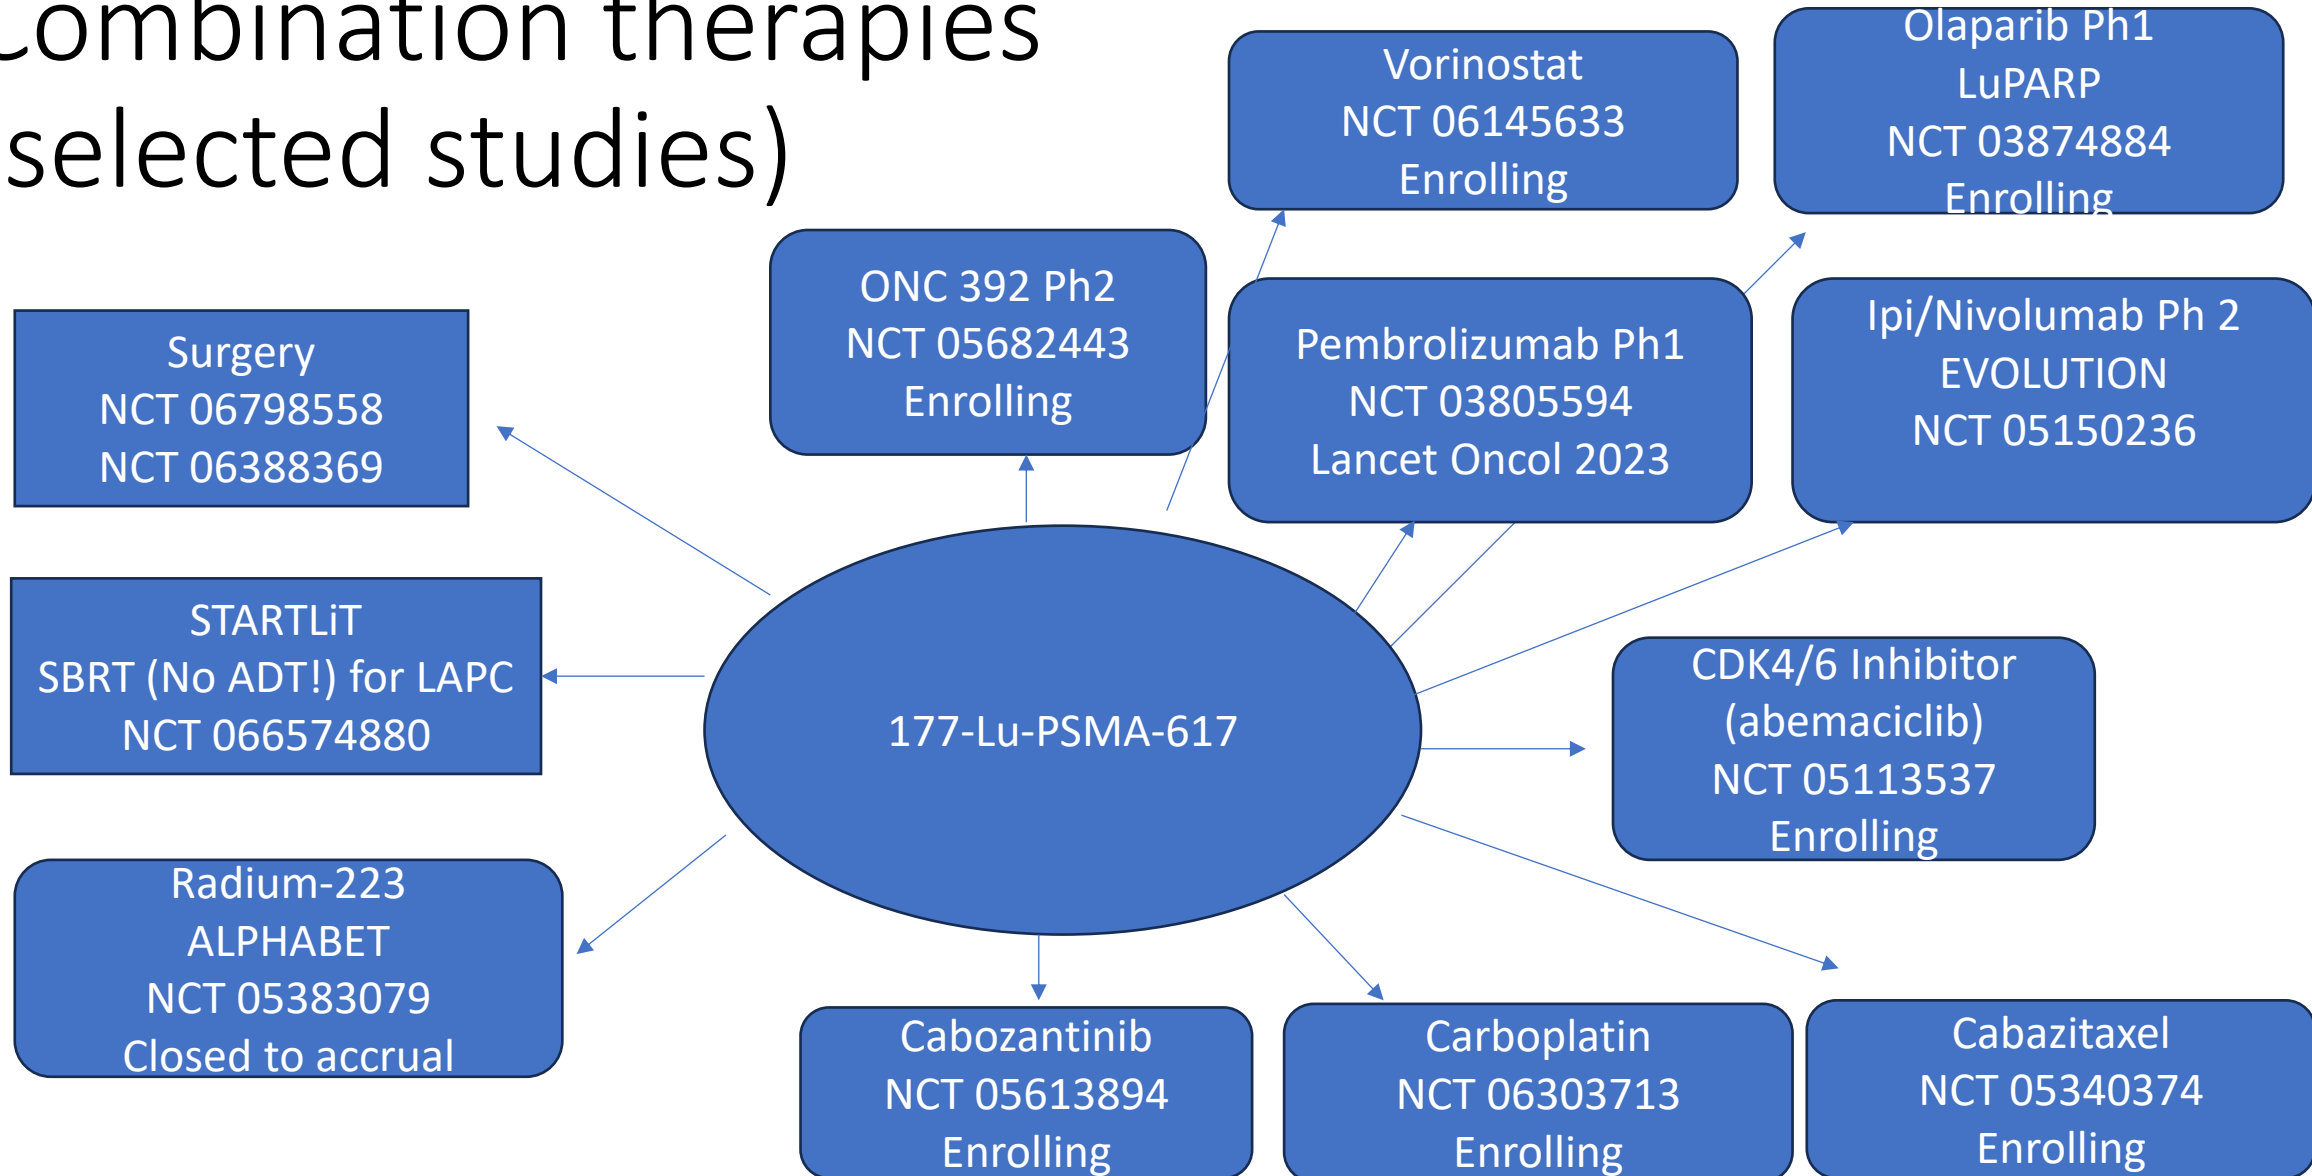 Combination therapies
selected studies)
Vorinostat
NCT 06145633
Enrolling
Olaparib Ph1
LuPARP
NCT 03874884
Enrolling
ONC 392 Ph2
NCT 05682443
Enrolling
Pembrolizumab Ph1
NCT 03805594
Lancet Oncol 2023
Ipi/Nivolumab Ph 2
EVOLUTION
NCT 05150236
Surgery
NCT 06798558
NCT 06388369
STARTLiT
SBRT (No ADT!) for LAPC
NCT 066574880
177-Lu-PSMA-617
CDK4/6 Inhibitor
(abemaciclib)
NCT 05113537
Enrolling
Radium-223
ALPHABET
NCT 05383079
Closed to accrual
Cabozantinib
NCT 05613894
Enrolling
Carboplatin
NCT 06303713
Enrolling
Cabazitaxel
NCT 05340374
Enrolling